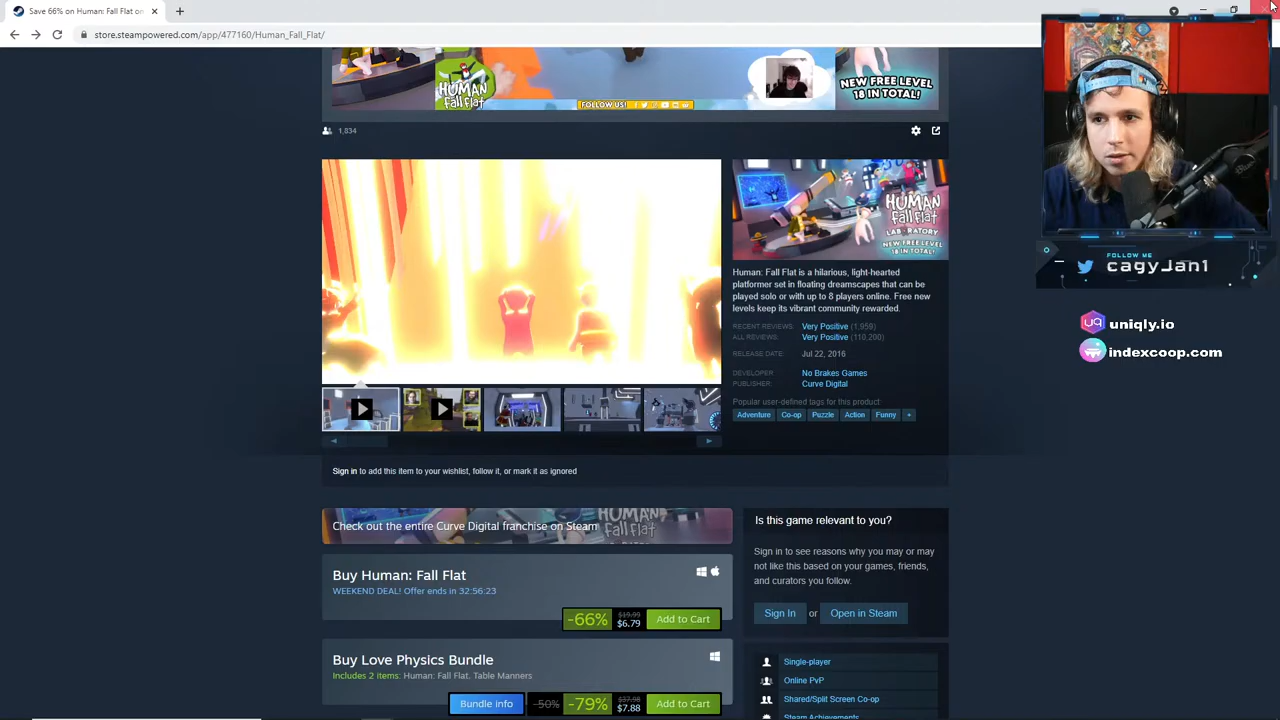 Save 66% on Human: Fall Flat on
store.steampowered.com/app/477160/Human_Fall_Flat/
HUMAN
fall flat
FOLLOW US!
NEW FREE LEVEL
18 IN TOTAL!
1,834
HUMAN
Fall Flat
LABORATORY
NEW FREE LEVEL
18 IN TOTAL!
Human: Fall Flat is a hilarious, light-hearted
platformer set in floating dreamscapes that can be
played solo or with up to 8 players online. Free new
levels keep its vibrant community rewarded.
RECENT REVIEWS: Very Positive (1,959)
ALL REVIEWS: Very Positive (110,200)
RELEASE DATE: Jul 22, 2016
DEVELOPER: No Brakes Games
PUBLISHER: Curve Digital
Popular user-defined tags for this product:
Adventure Co-op Puzzle Action Funny +
Sign in to add this item to your wishlist, follow it, or mark it as ignored
Check out the entire Curve Digital franchise on Steam
Buy Human: Fall Flat
WEEKEND DEAL! Offer ends in 32:56:23
-66% $19.99 $6.79 Add to Cart
Buy Love Physics Bundle
Includes 2 items: Human: Fall Flat, Table Manners
Bundle info -50% -79% $37.98 $7.88 Add to Cart
Is this game relevant to you?
Sign in to see reasons why you may or may
not like this based on your games, friends,
and curators you follow.
Sign In or Open in Steam
Single-player
Online PvP
Shared/Split Screen Co-op
Steam Achievements
FOLLOW ME
cagyJan1
uq uniqly.io
indexcoop.com